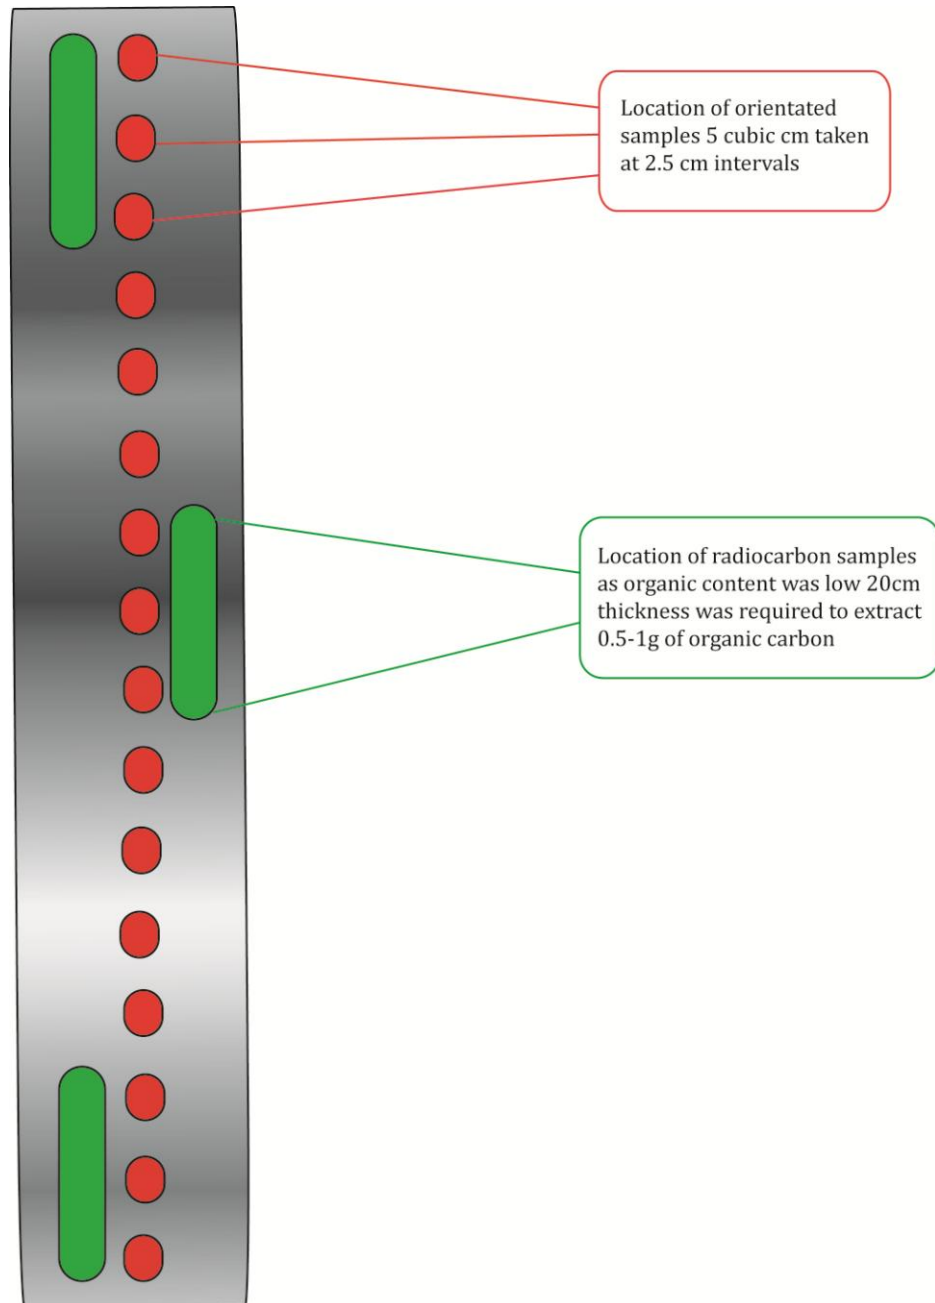 Location of orientated
samples 5 cubic cm taken
at 2.5 cm intervals
Location of radiocarbon samples
as organic content was low 20cm
thickness was required to extract
0.5-1g of organic carbon